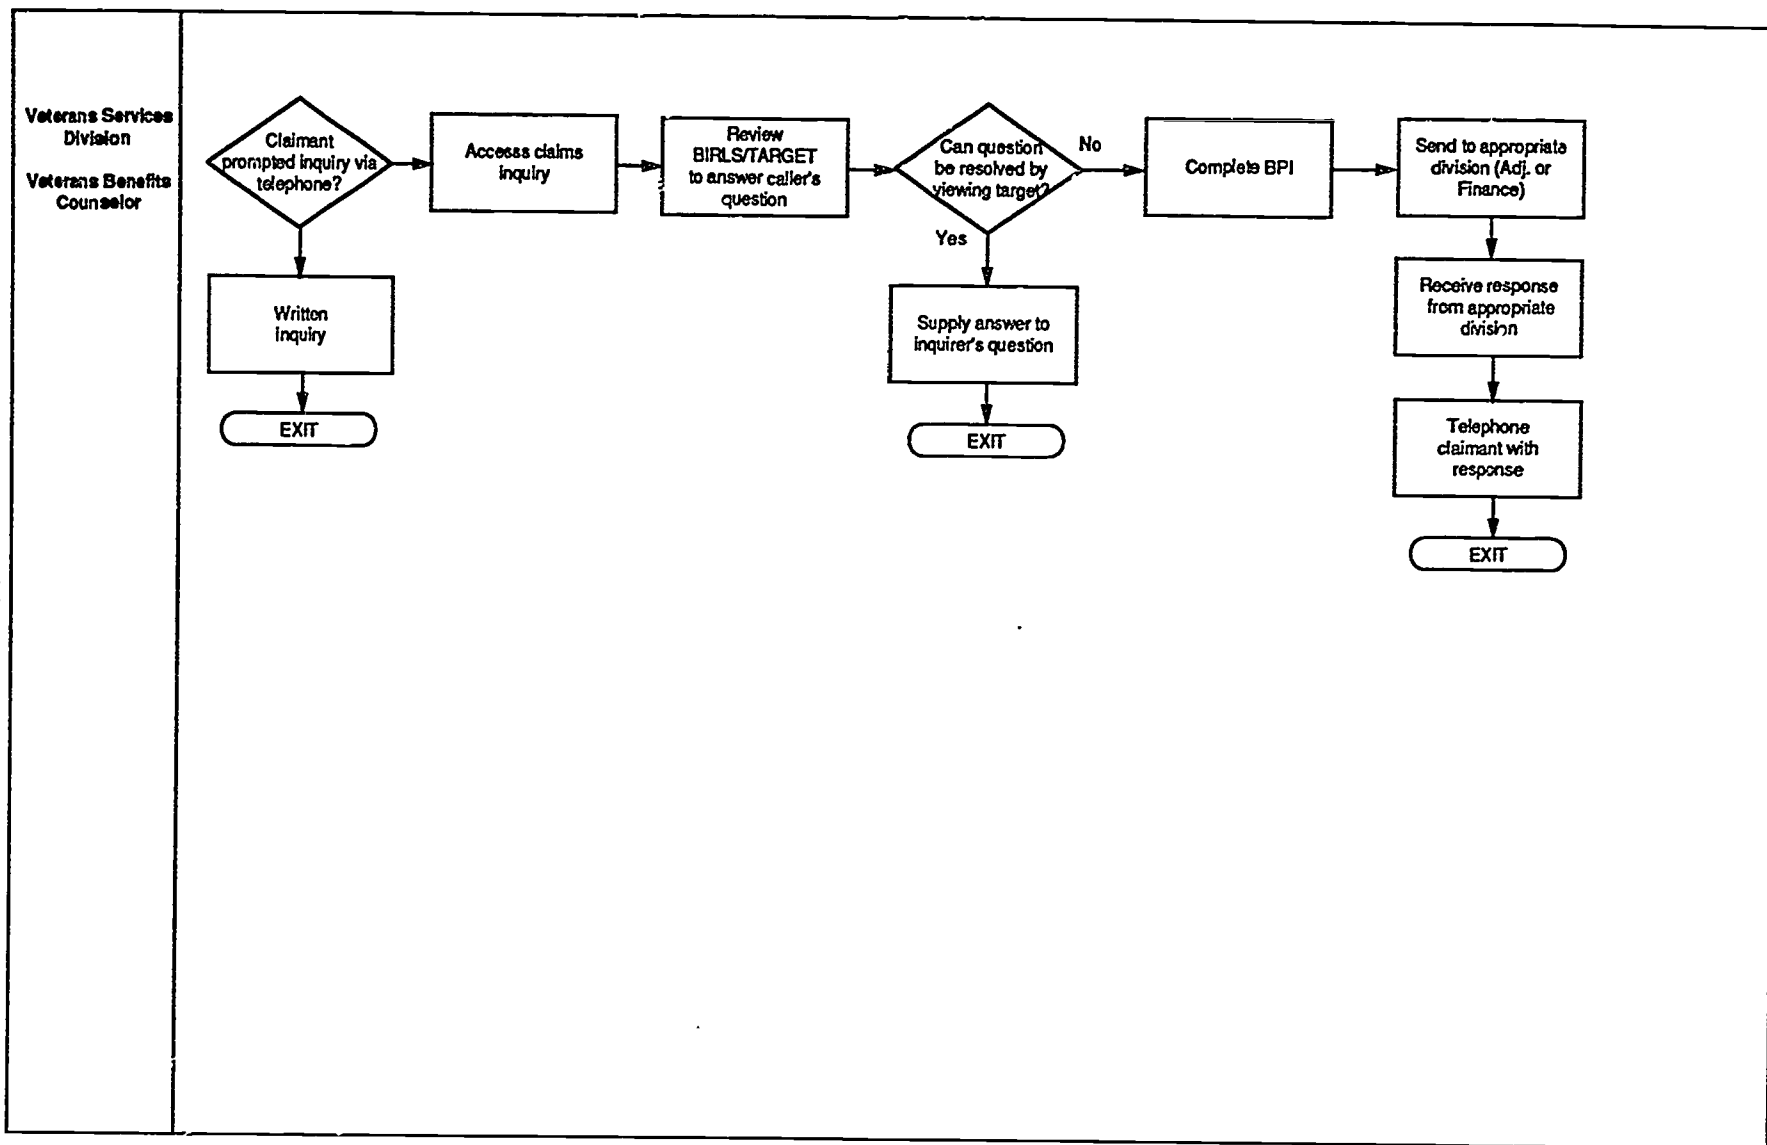 Veterans Services
Division
Veterans Benefits
Counselor
Claimant
prompted inquiry via
telephone?
Accesss claims
inquiry
Review
BIRLS/TARGET
to answer caller's
question
Can question
be resolved by
viewing target?
No
Complete BPI
Send to appropriate
division (Adj. or
Finance)
Yes
Written
inquiry
EXIT
Supply answer to
inquirer's question
EXIT
Receive response
from appropriate
division
Telephone
claimant with
response
EXIT